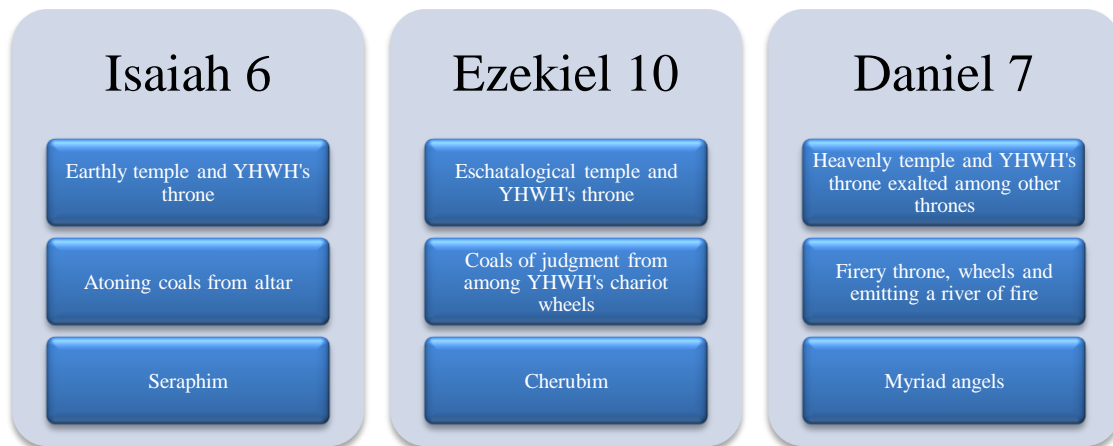 Isaiah 6
Earthly temple and YHWH's
throne
Atoning coals from altar
Seraphim
Ezekiel 10
Eschatalogical temple and
YHWH's throne
Coals of judgment from
among YHWH's chariot
wheels
Cherubim
Daniel 7
Heavenly temple and YHWH's
throne exalted among other
thrones
Firery throne, wheels and
emitting a river of fire
Myriad angels